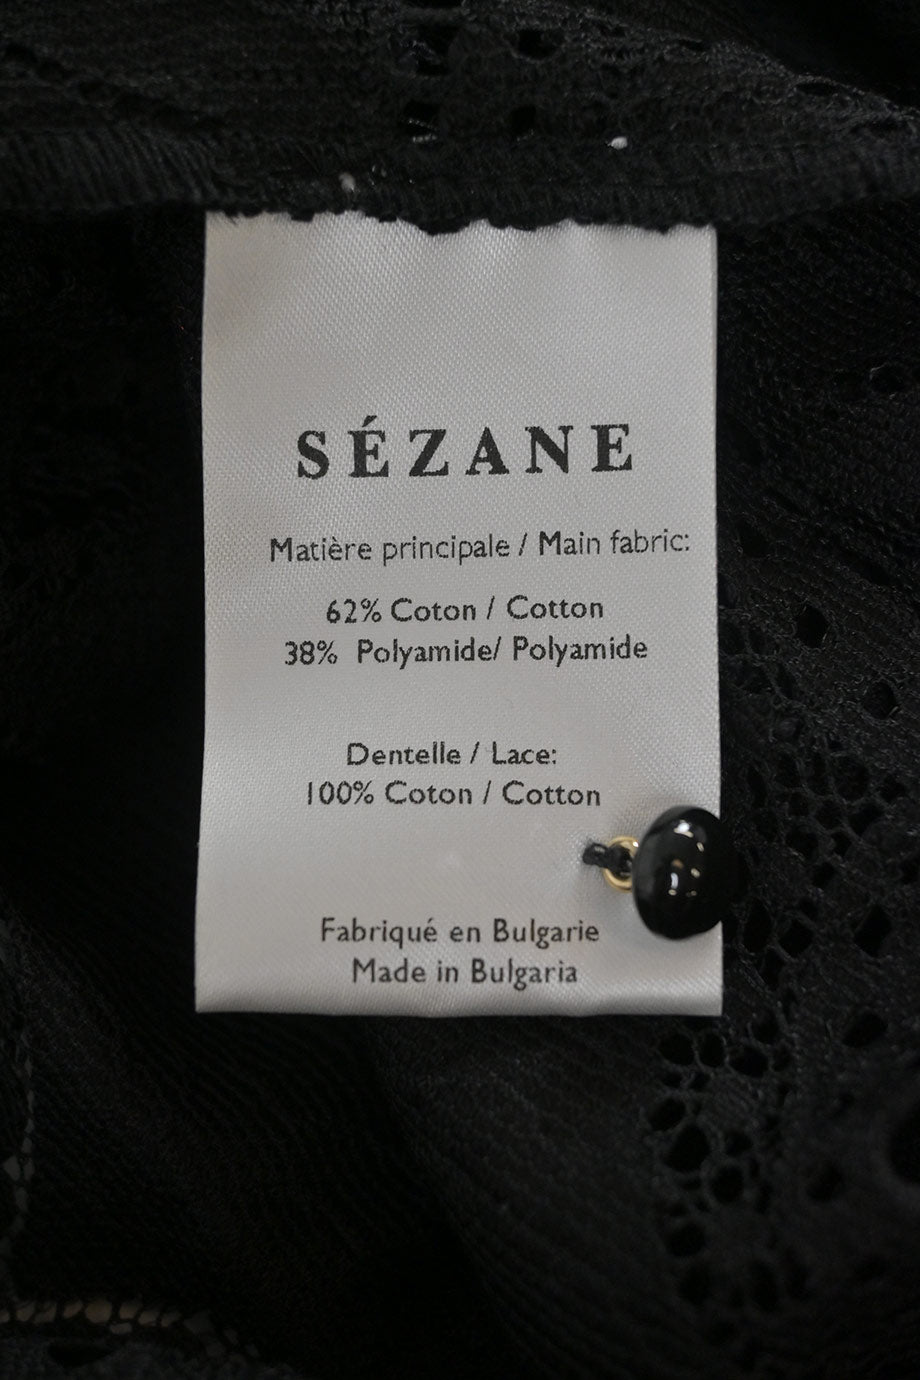 SÉZANE
Matière principale / Main fabric:
62% Coton / Cotton
38% Polyamide/ Polyamide
Dentelle / Lace:
100% Coton / Cotton
Fabriqué en Bulgarie
Made in Bulgaria